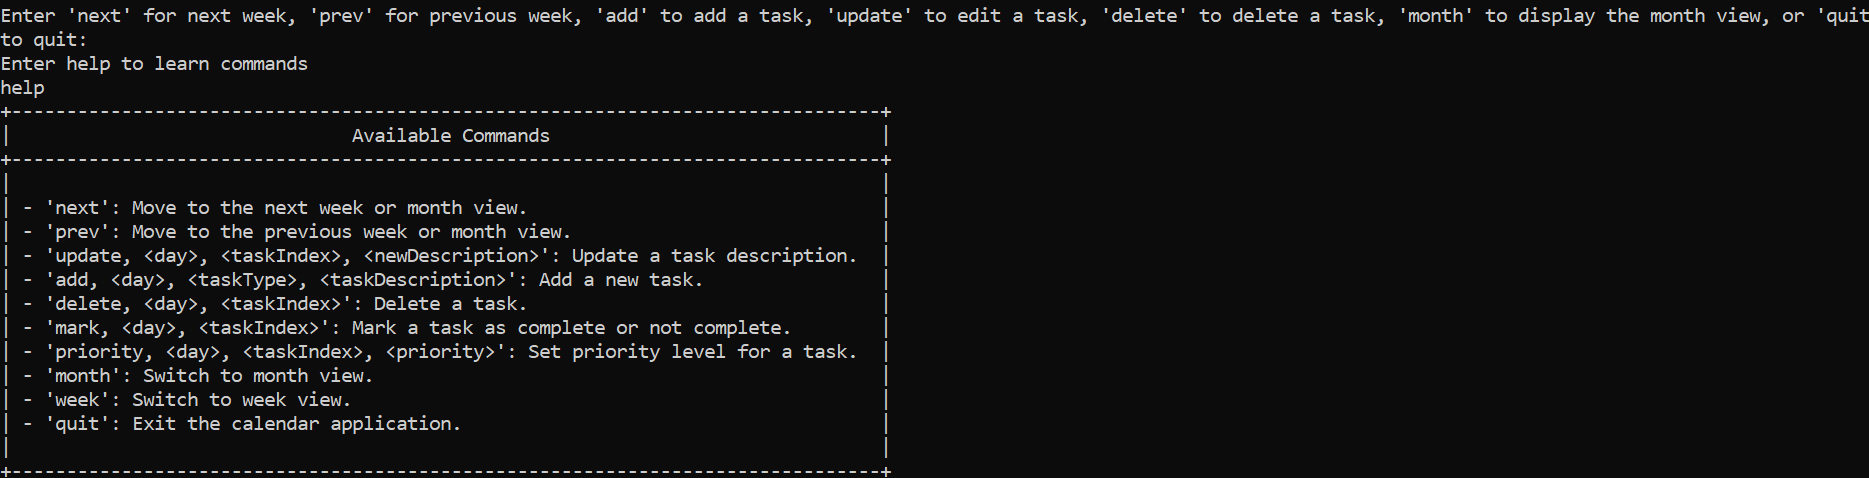 Enter 'next' for next week, 'prev' for previous week, 'add' to add a task, 'update' to edit a task, 'delete' to delete a task, 'month' to display the month view, or 'quit
to quit:
Enter help to learn commands
help
+-------------------------------------------------------------------------------+
|                               Available Commands                              |
+-------------------------------------------------------------------------------+
|                                                                               |
| - 'next': Move to the next week or month view.                                |
| - 'prev': Move to the previous week or month view.                            |
| - 'update, <day>, <taskIndex>, <newDescription>': Update a task description.  |
| - 'add, <day>, <taskType>, <taskDescription>': Add a new task.                |
| - 'delete, <day>, <taskIndex>': Delete a task.                                |
| - 'mark, <day>, <taskIndex>': Mark a task as complete or not complete.        |
| - 'priority, <day>, <taskIndex>, <priority>': Set priority level for a task.  |
| - 'month': Switch to month view.                                              |
| - 'week': Switch to week view.                                                |
| - 'quit': Exit the calendar application.                                      |
|                                                                               |
+-------------------------------------------------------------------------------+